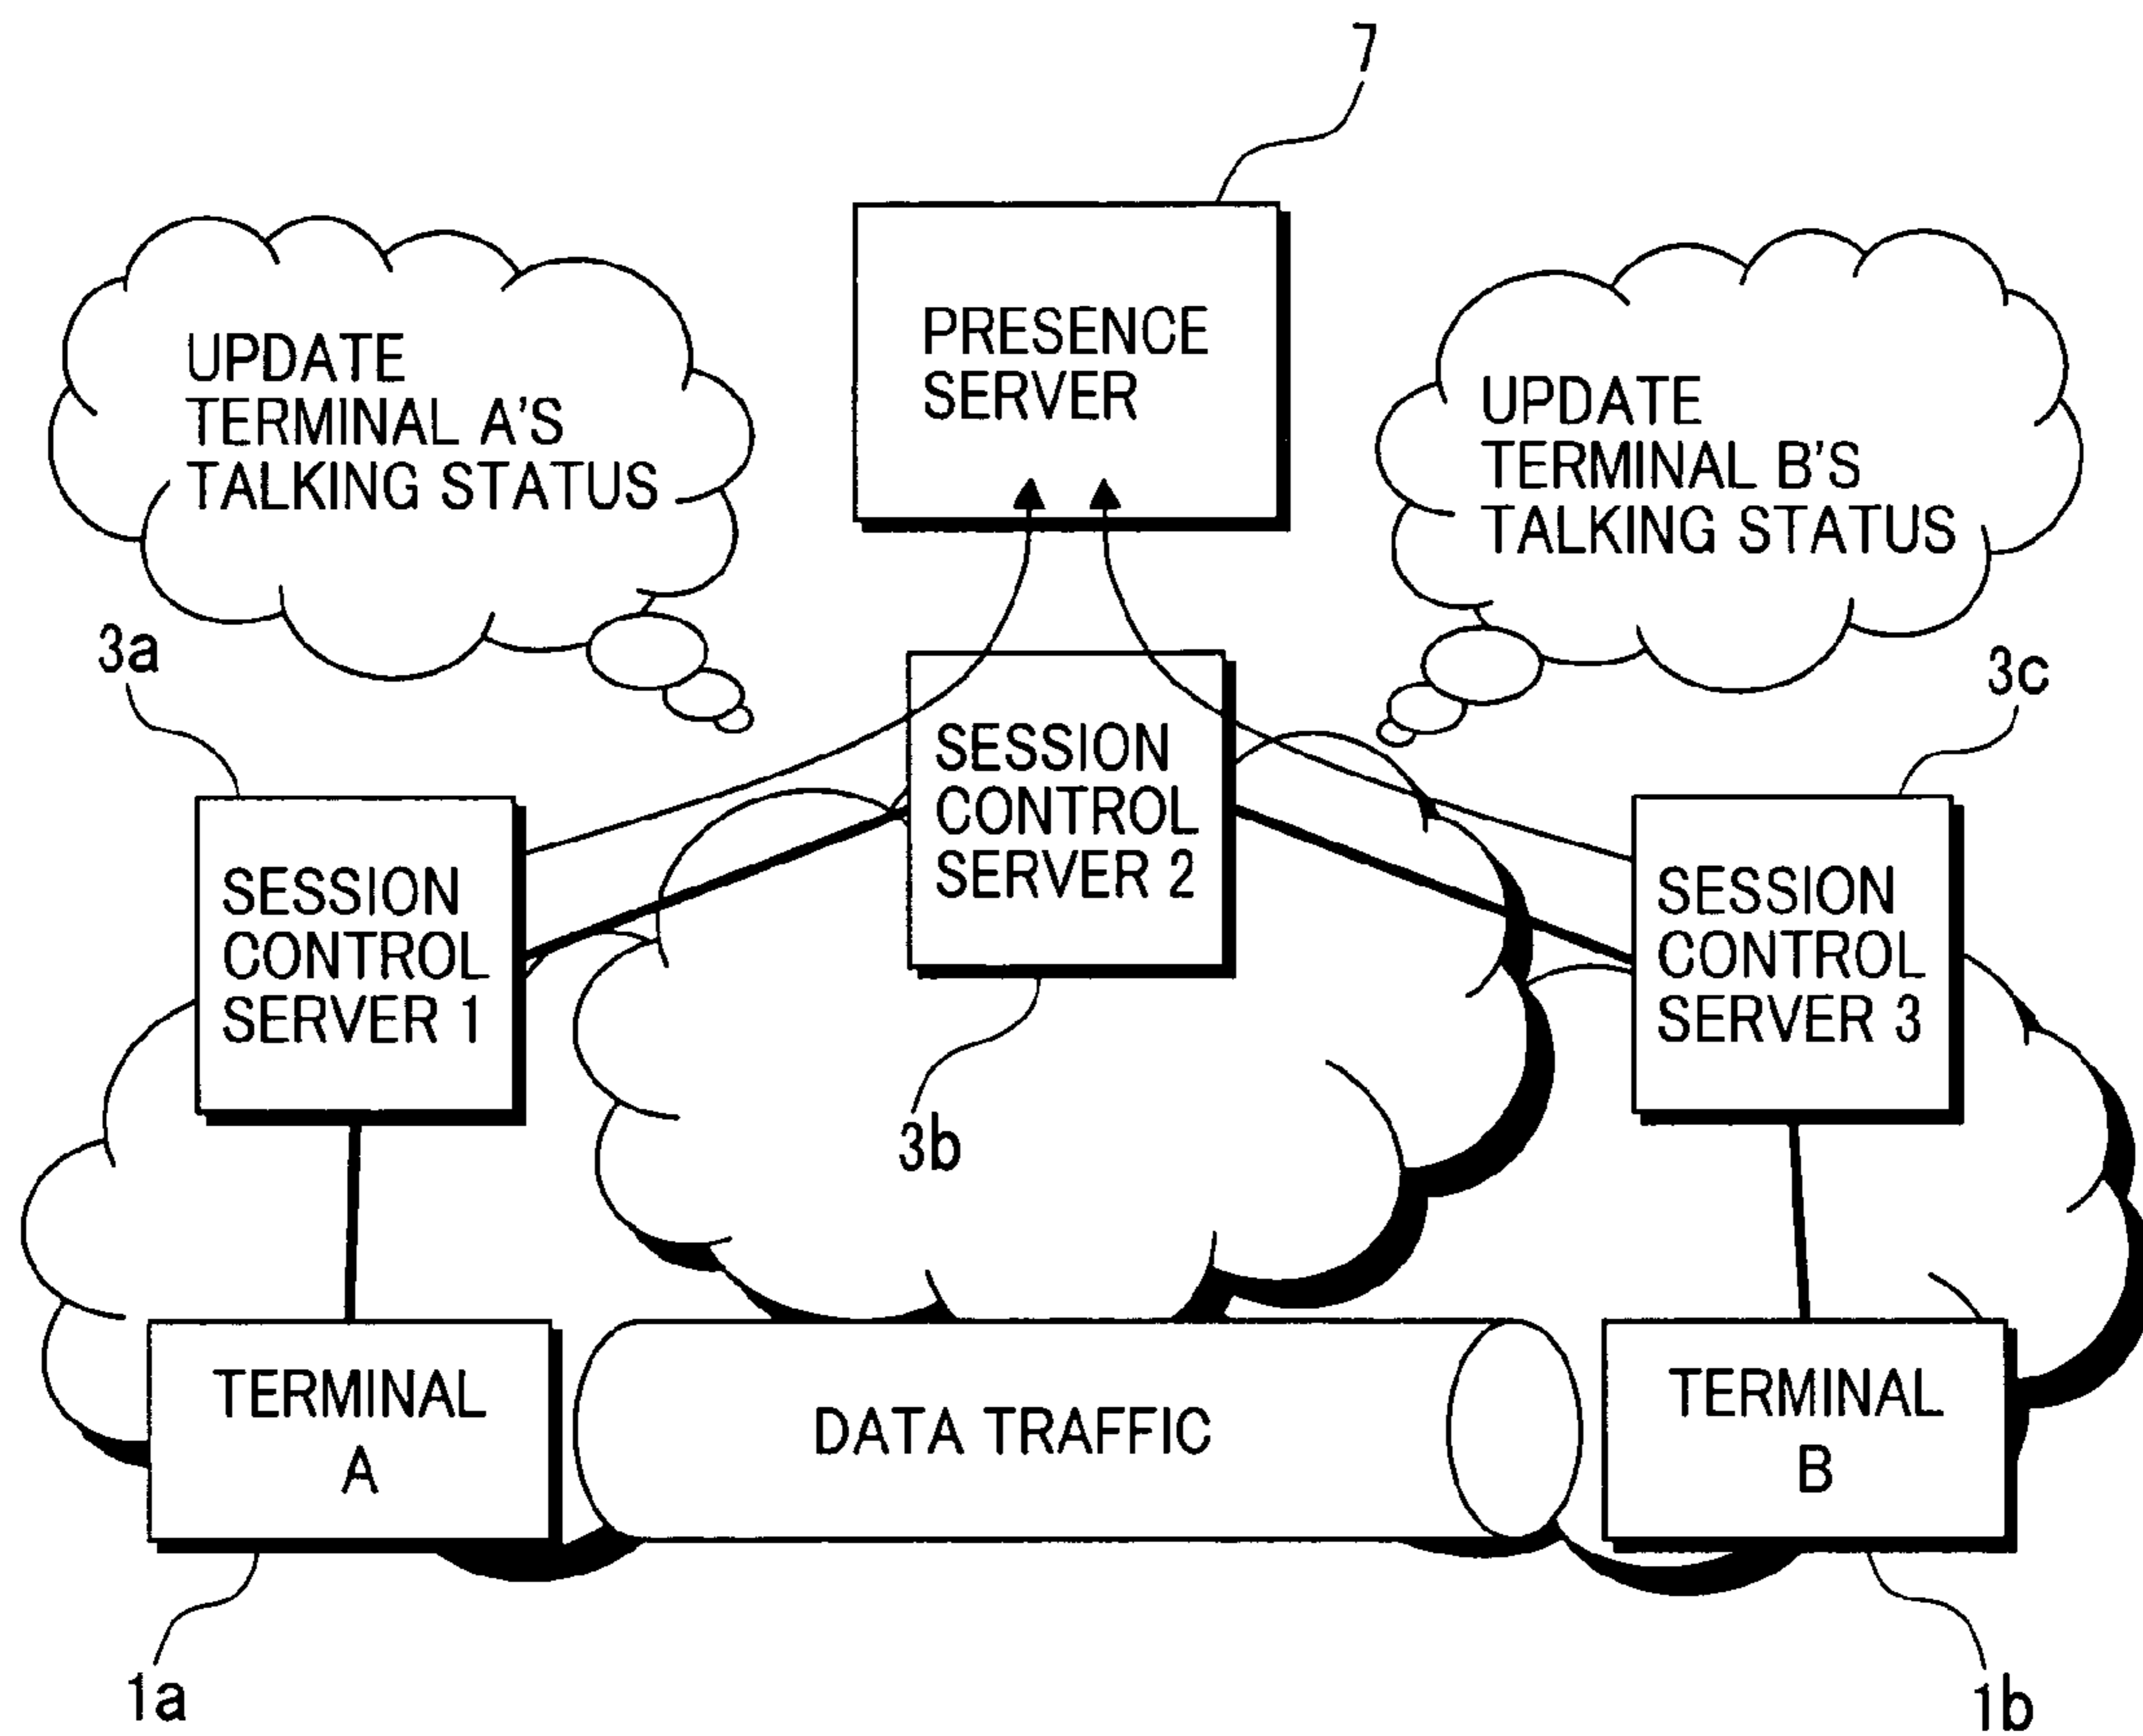 7
UPDATE
TERMINAL A'S
TALKING STATUS
PRESENCE
SERVER
UPDATE
TERMINAL B'S
TALKING STATUS
3a
3c
SESSION
CONTROL
SERVER 2
SESSION
CONTROL
SERVER 1
SESSION
CONTROL
SERVER 3
3b
TERMINAL
A
DATA TRAFFIC
TERMINAL
B
1a
1b